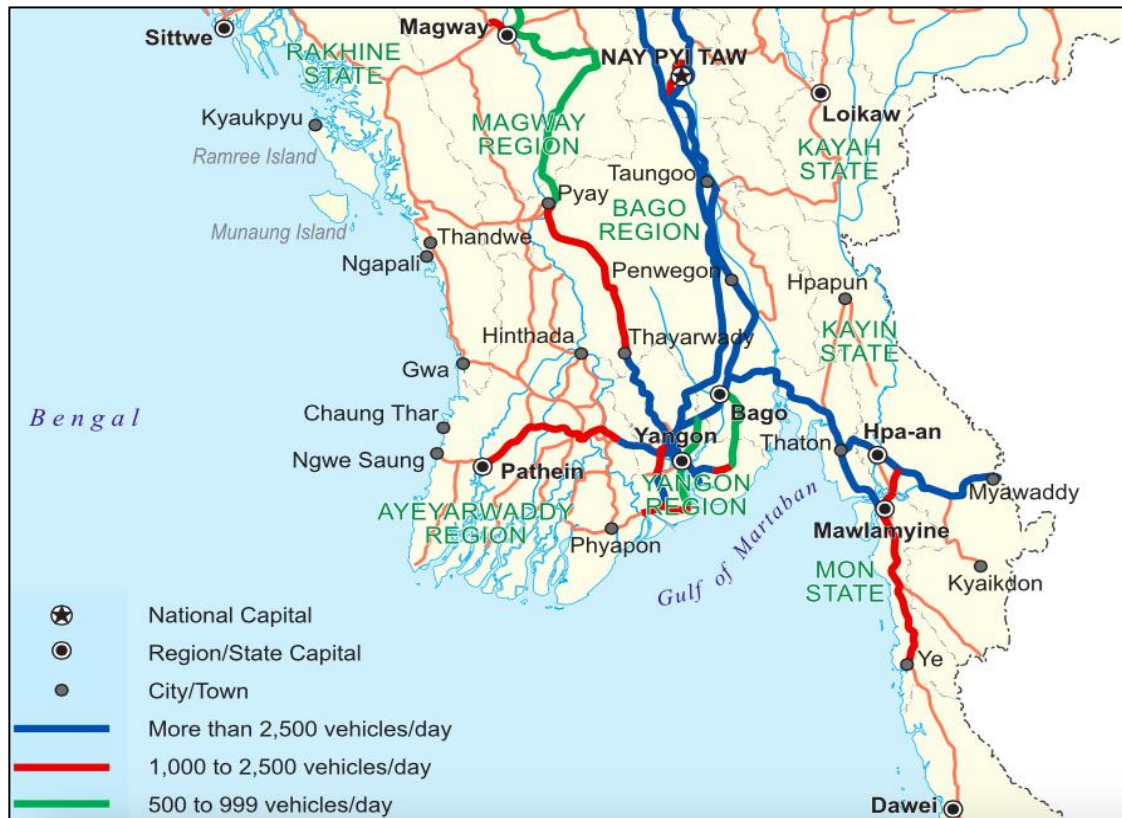 Sittwe
Magway
RAKHINE
STATE
NAY PYI TAW
Loikaw
KAYAH
STATE
Kyaukpyu
Ramree Island
MAGWAY
REGION
Taungoo
Pyay
BAGO
REGION
Munaung Island
Thandwe
Ngapali
Penwegon
Hpapun
KAYIN
STATE
Hinthada
Thayarwady
Gwa
Bengal
Chaung Thar
Bago
Yangon
Thaton
Hpa-an
Ngwe Saung
Pathein
YANGON
REGION
Myawaddy
AYEYARWADDY
REGION
Mawlamyine
Phyapon
Gulf of Martaban
MON
STATE
Kyaikdon
National Capital
Region/State Capital
Ye
City/Town
More than 2,500 vehicles/day
1,000 to 2,500 vehicles/day
500 to 999 vehicles/day
Dawei